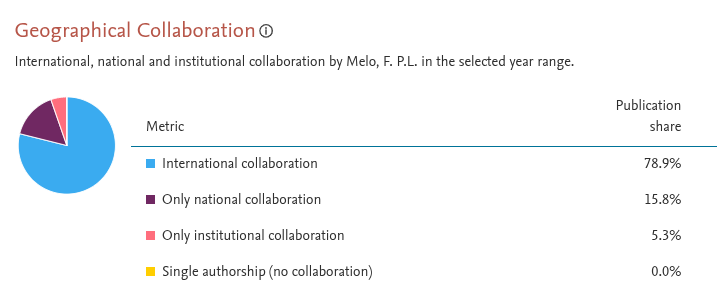 Geographical Collaboration
International, national and institutional collaboration by Melo, F. P.L. in the selected year range.
Metric Publication share
International collaboration 78.9%
Only national collaboration 15.8%
Only institutional collaboration 5.3%
Single authorship (no collaboration) 0.0%